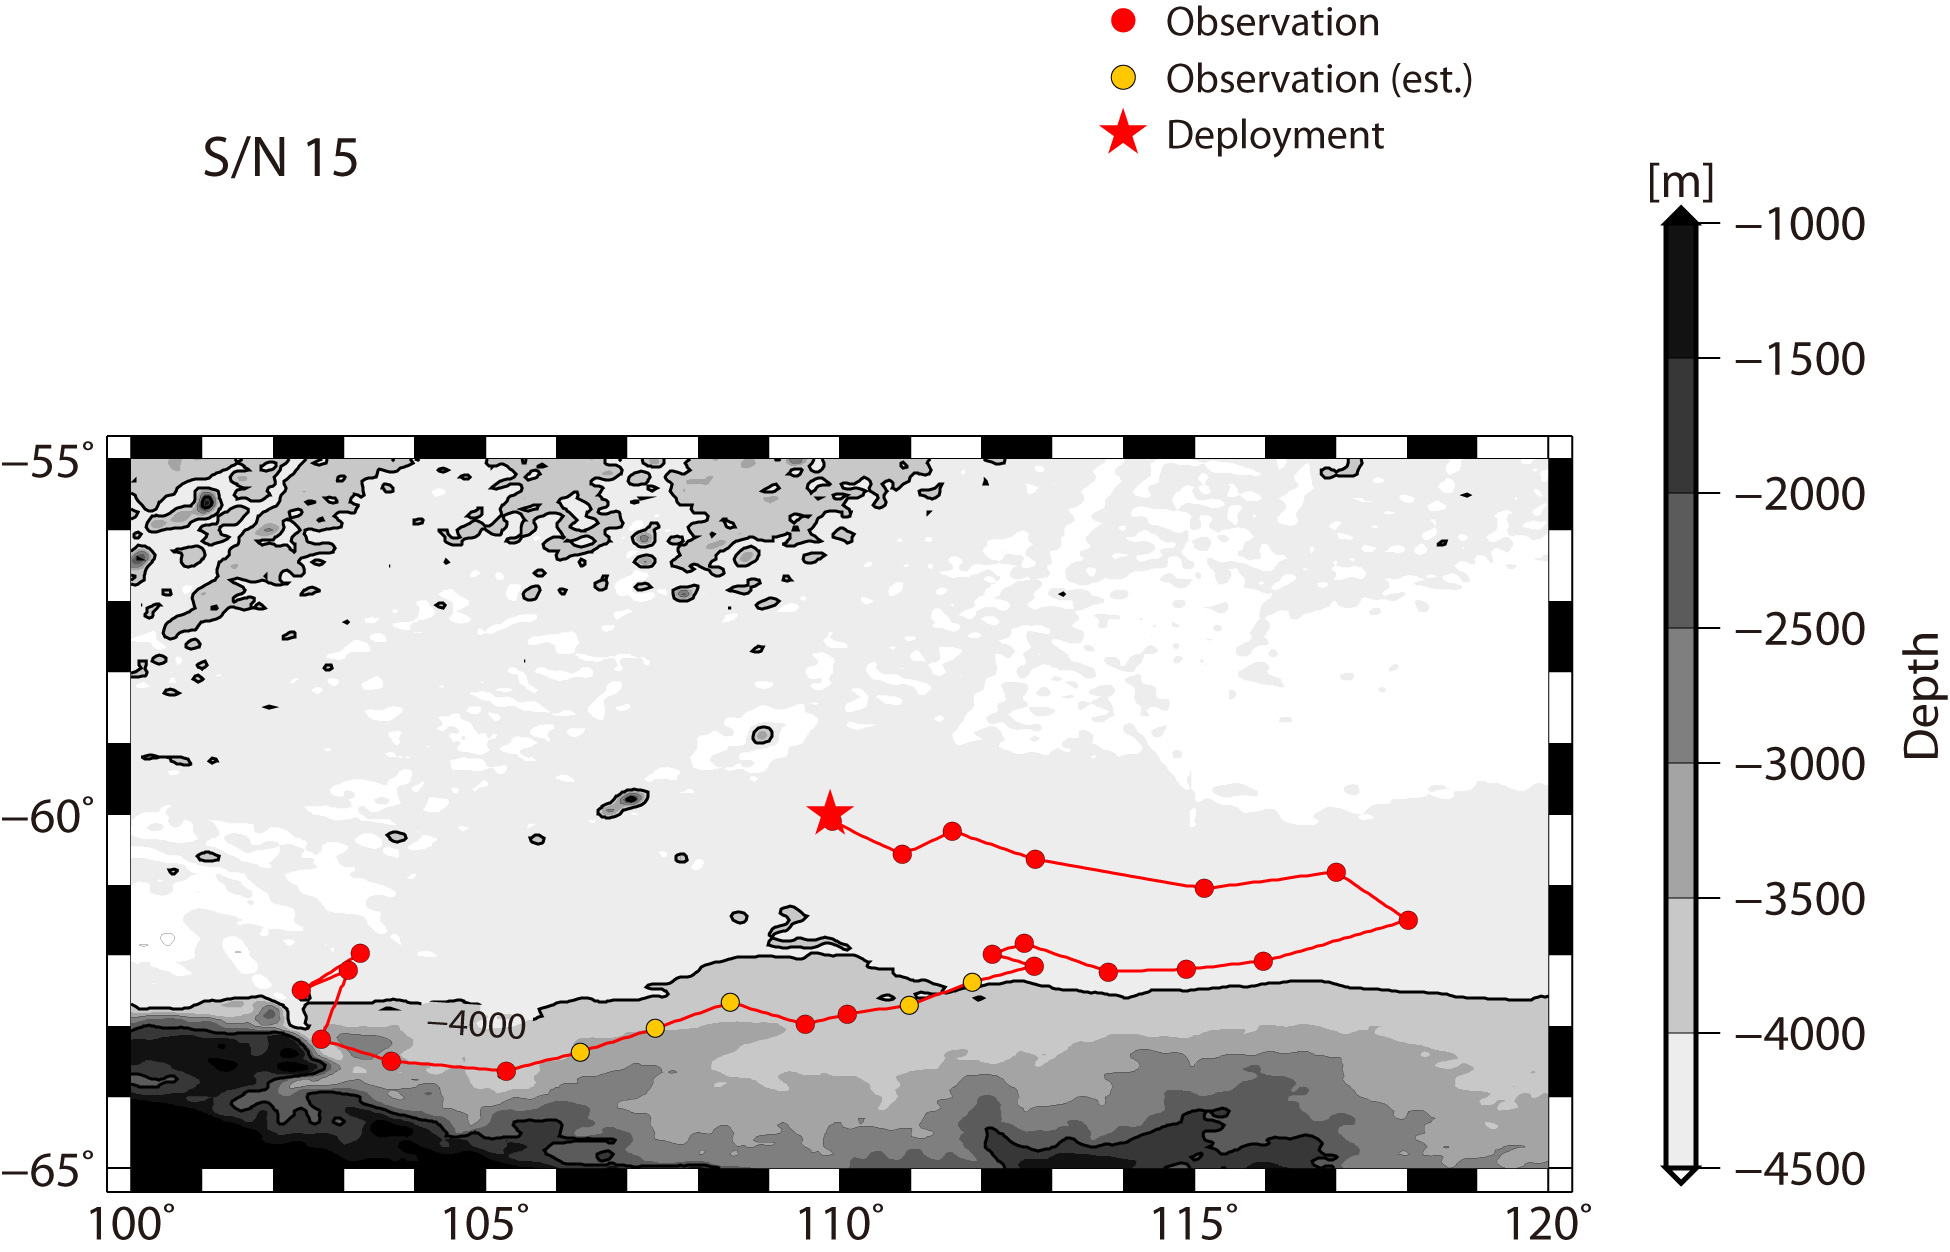 Observation
Observation (est.)
Deployment
S/N 15
[m]
−1000
−1500
−2000
−2500
−3000
−3500
−4000
−4500
Depth
−55°
−60°
−65°
−4000
100°
105°
110°
115°
120°